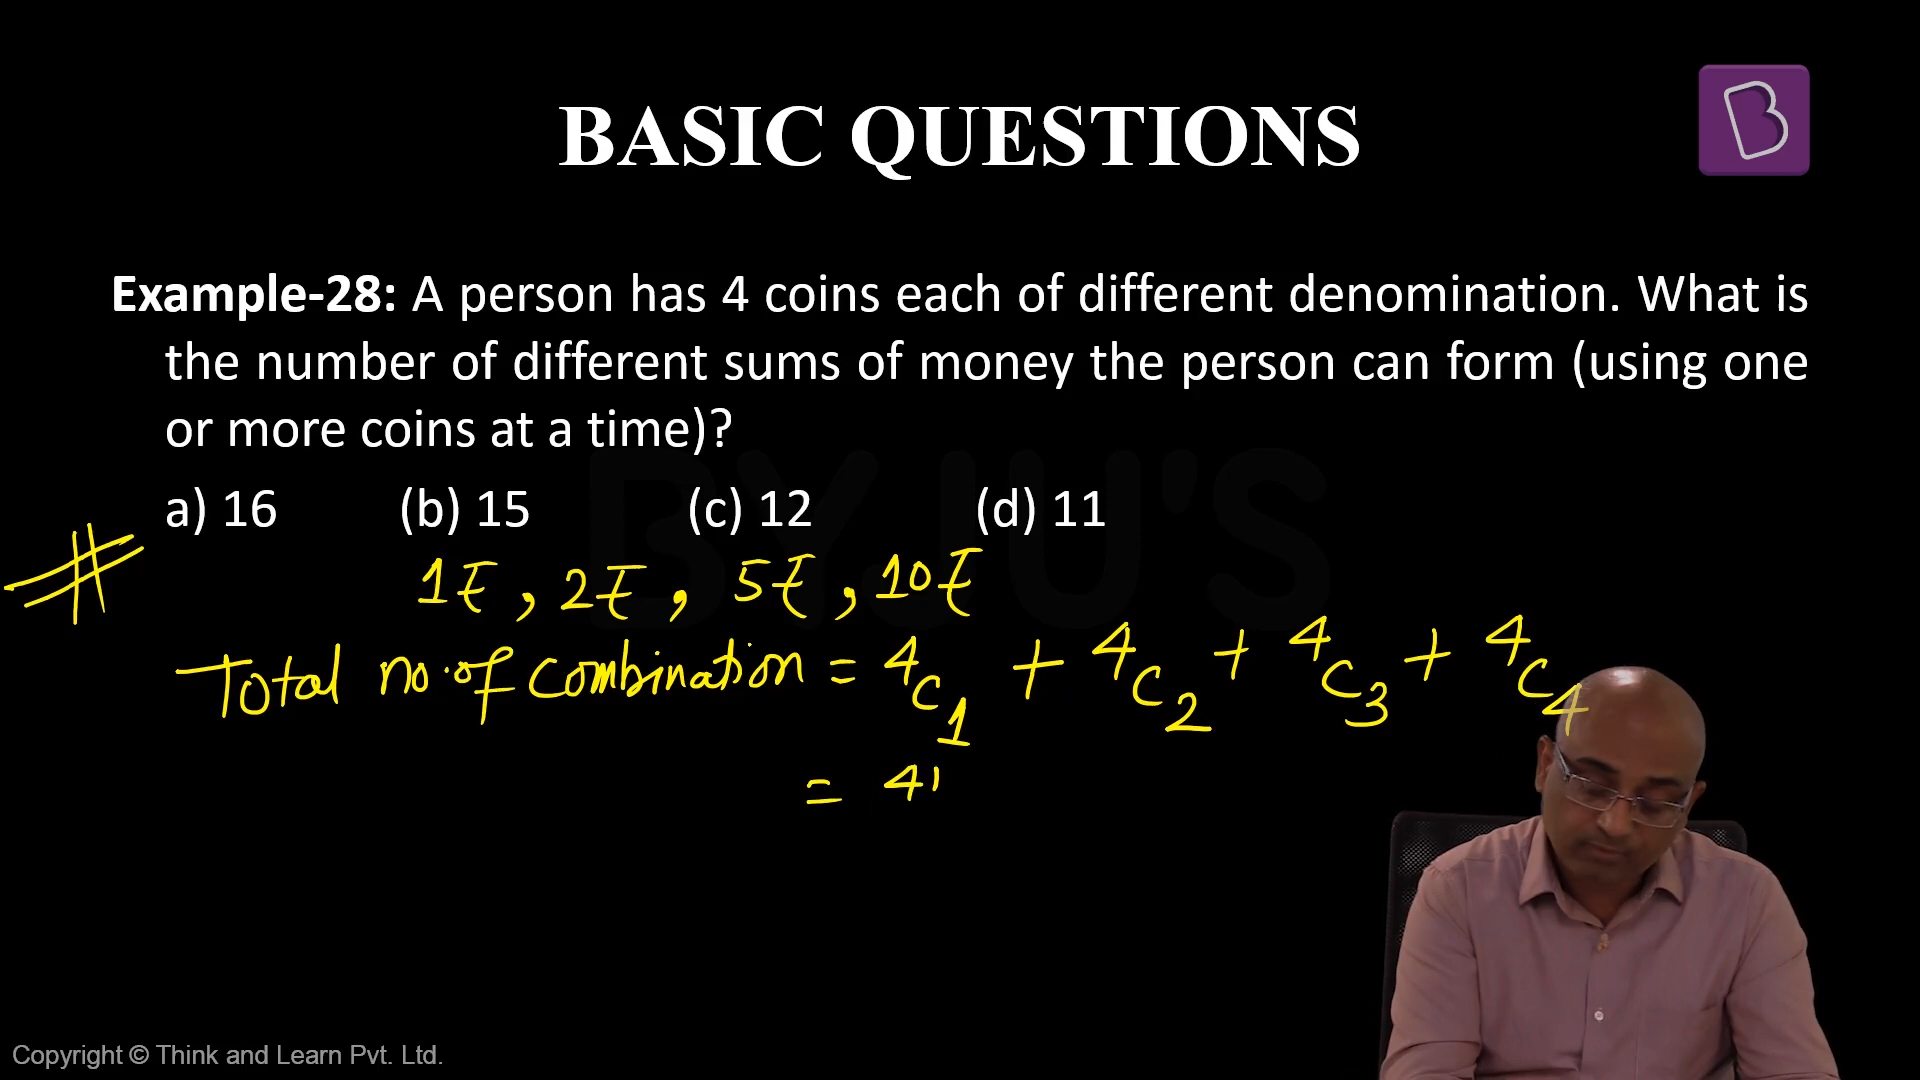 BASIC QUESTIONS
B
Example-28: A person has 4 coins each of different denomination. What is
the number of different sums of money the person can form (using one
or more coins at a time)?
a) 16 (b) 15 (c) 12 (d) 11
BYJU'S
1₹, 2₹, 5₹, 10₹
Total no. of combination = 4C1 + 4C2 + 4C3 + 4C4
= 4
Copyright © Think and Learn Pvt. Ltd.